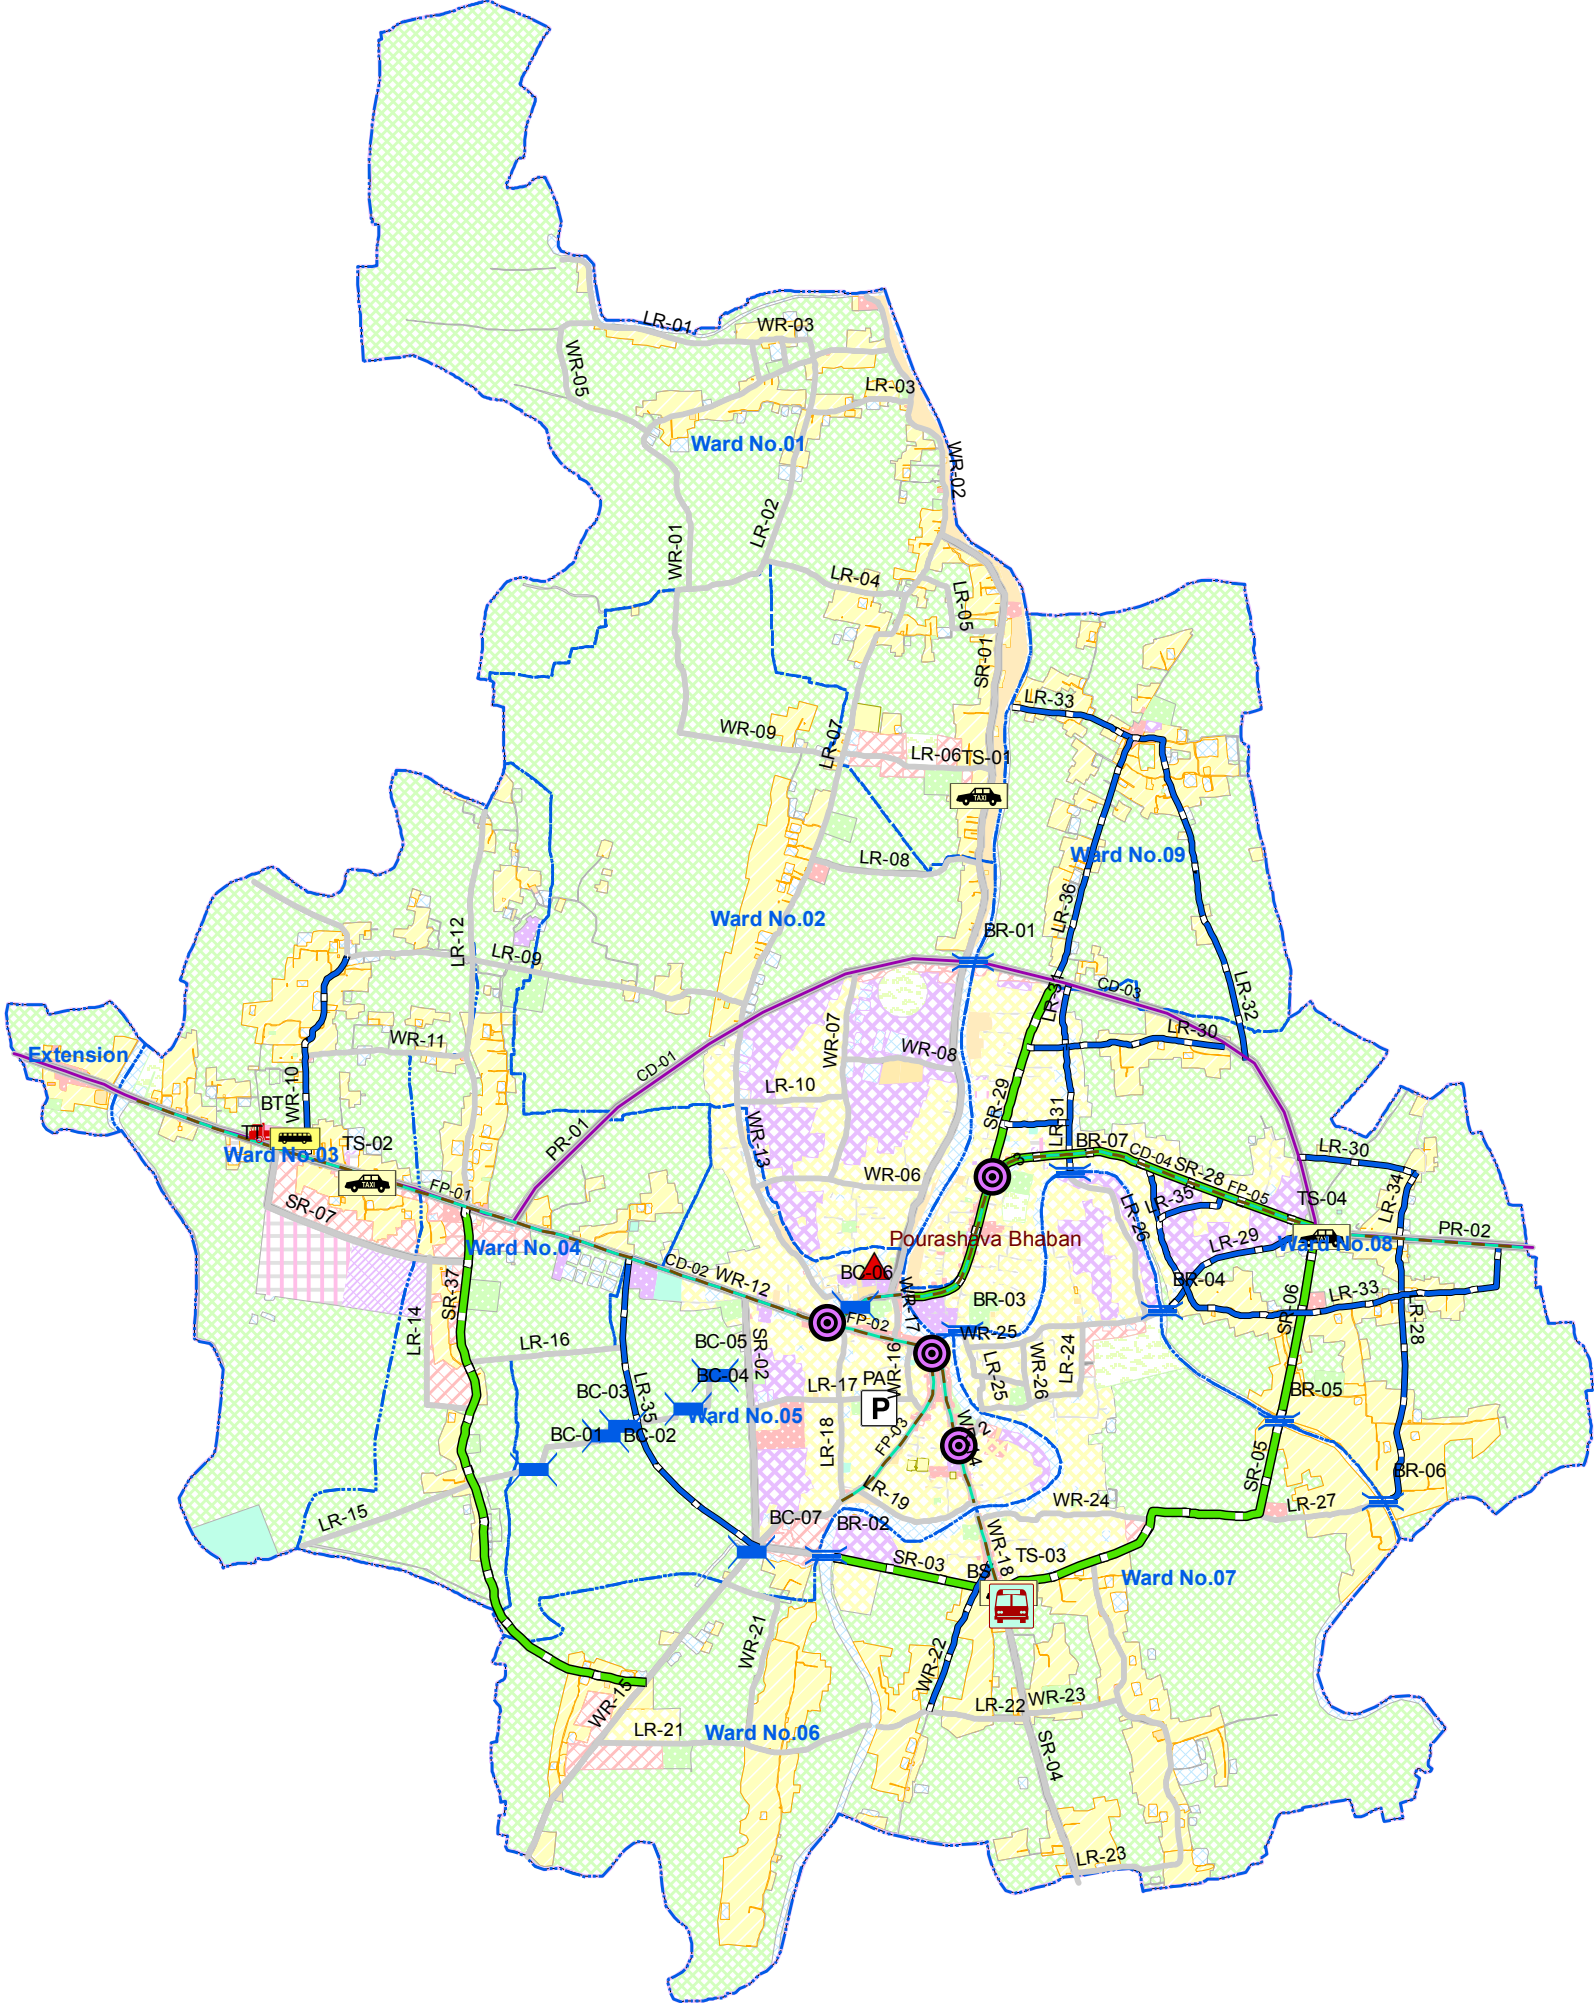 LR-01
WR-03
WR-05
LR-03
Ward No.01
WR-02
LR-02
WR-01
LR-04
LR-05
SR-01
LR-33
WR-09
LR-07
LR-06
TS-01
TAXI
LR-08
Ward No.09
LR-36
Ward No.02
BR-01
LR-12
LR-09
CD-03
LR-32
LR-31
LR-30
WR-07
WR-08
WR-11
Extension
CD-01
LR-10
WR-10
BT
SR-29
LR-31
TT
TS-02
Ward No.03
PR-01
WR-13
BR-07
CD-04
SR-28
LR-30
WR-06
FP-05
LR-34
TAXI
FP-01
LR-35
TS-04
SR-07
LR-26
PR-02
Ward No.04
Pourashava Bhaban
LR-29
Ward No.08
CD-02
WR-12
BC-06
BR-04
SR-37
WR-17
BR-03
SR-06
LR-33
LR-14
FP-02
WR-25
LR-28
LR-16
BC-05
SR-02
WR-16
LR-25
WR-26
LR-24
BC-04
LR-17
PA
BC-03
LR-35
P
BR-05
Ward No.05
BC-01
BC-02
LR-18
FP-03
SR-05
BR-06
LR-15
LR-19
WR-24
LR-27
BC-07
BR-02
WR-18
SR-03
BS
TS-03
Ward No.07
WR-21
WR-22
WR-15
LR-22
WR-23
LR-21
Ward No.06
SR-04
LR-23